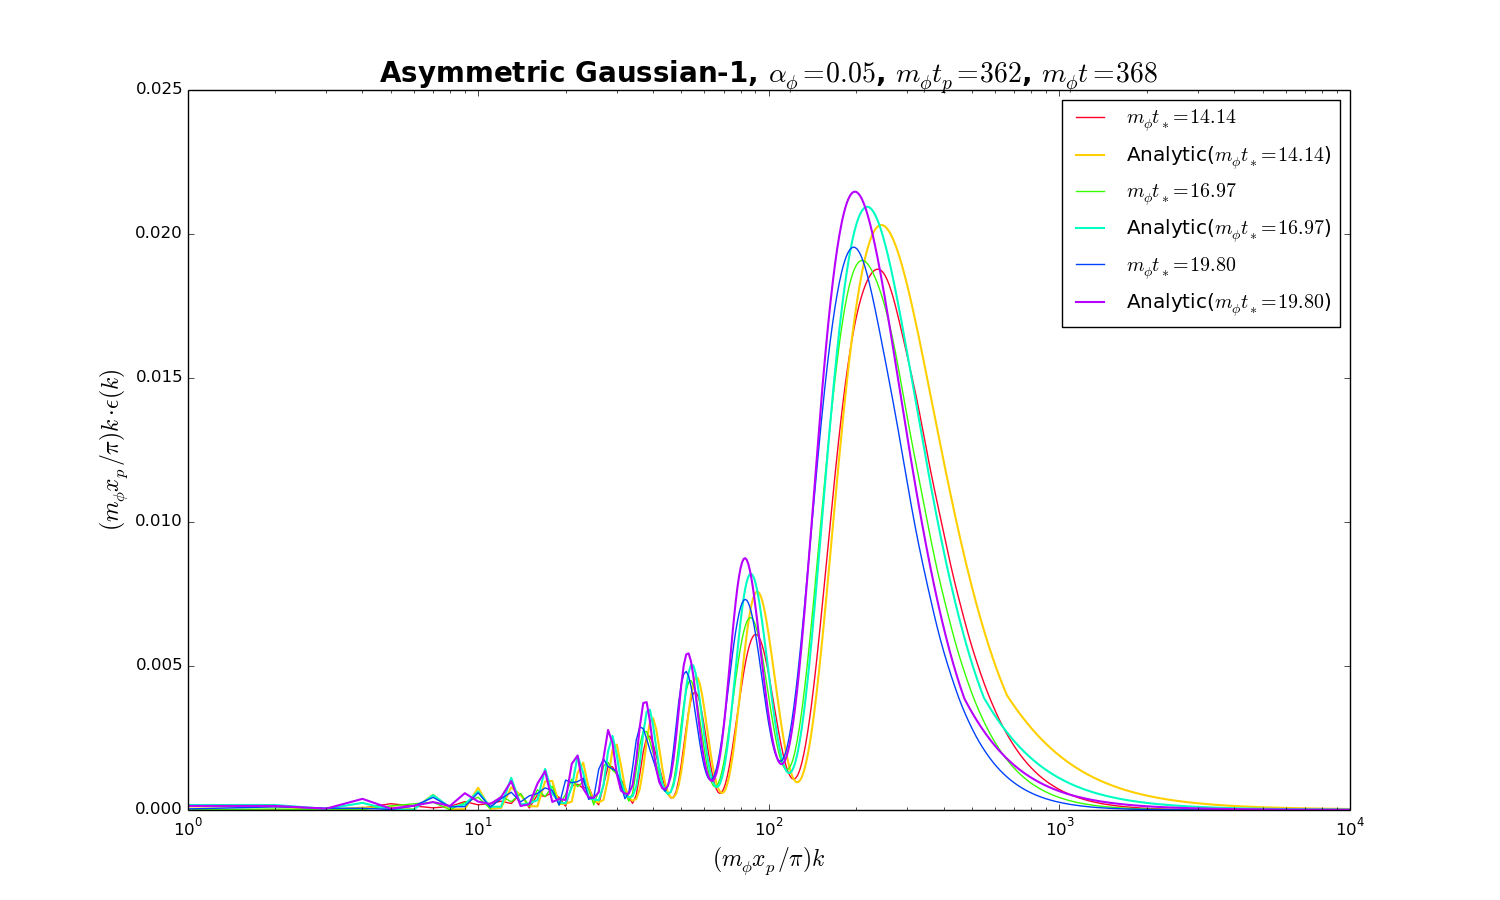 Asymmetric Gaussian-1, α_ϕ=0.05, m_ϕt_p=362, m_ϕt=368
0.025
0.020
0.015
0.010
0.005
0.000
(m_ϕx_p/π)k·ϵ(k)
m_ϕt_*=14.14
Analytic(m_ϕt_*=14.14)
m_ϕt_*=16.97
Analytic(m_ϕt_*=16.97)
m_ϕt_*=19.80
Analytic(m_ϕt_*=19.80)
10^0 10^1 10^2 10^3 10^4
(m_ϕx_p/π)k